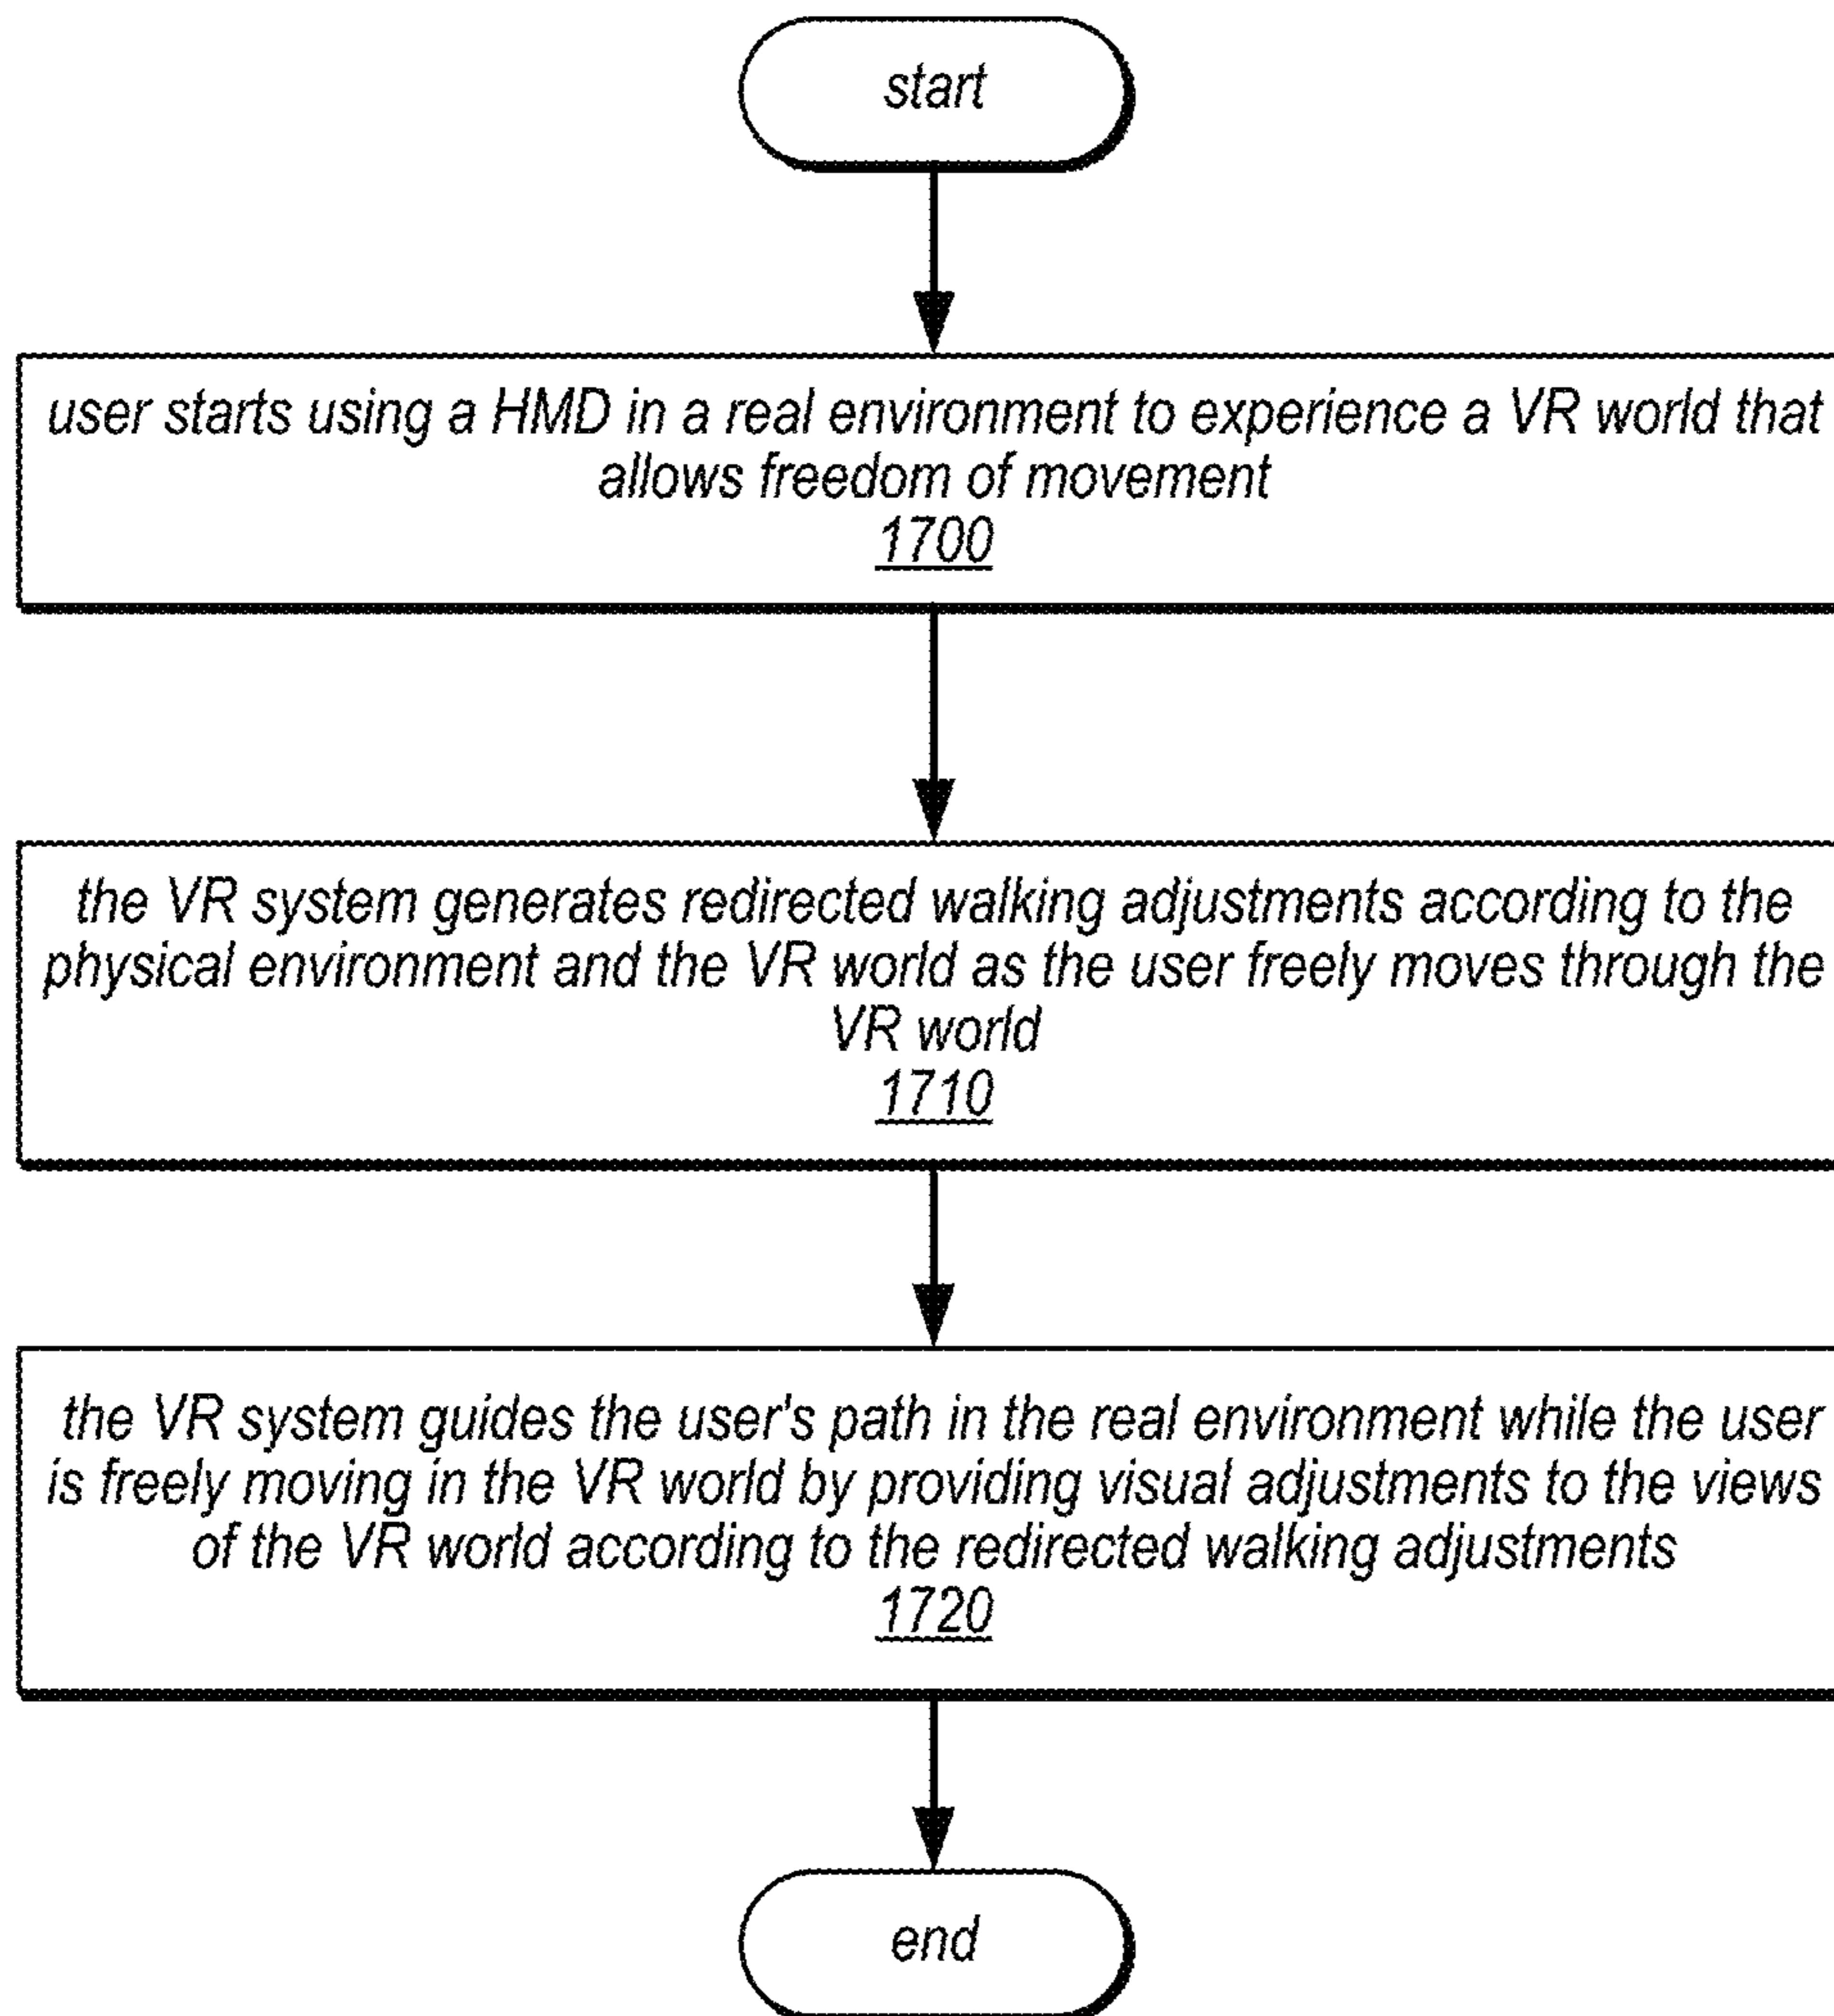 start
user starts using a HMD in a real environment to experience a VR world that
allows freedom of movement
1700
the VR system generates redirected walking adjustments according to the
physical environment and the VR world as the user freely moves through the
VR world
1710
the VR system guides the user's path in the real environment while the user
is freely moving in the VR world by providing visual adjustments to the views
of the VR world according to the redirected walking adjustments
1720
end